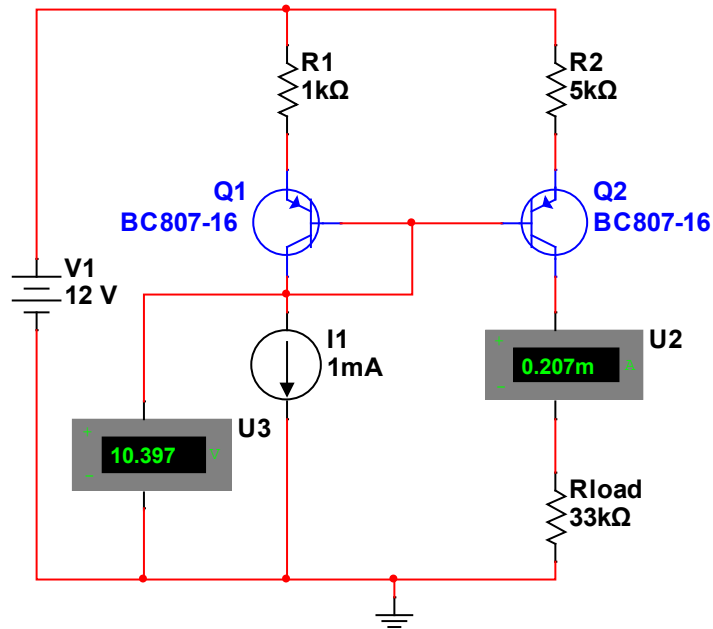 R1
1kΩ
R2
5kΩ
Q1
BC807-16
Q2
BC807-16
V1
12 V
I1
1mA
U2
+
0.207m A
-
U3
+
10.397 V
-
Rload
33kΩ